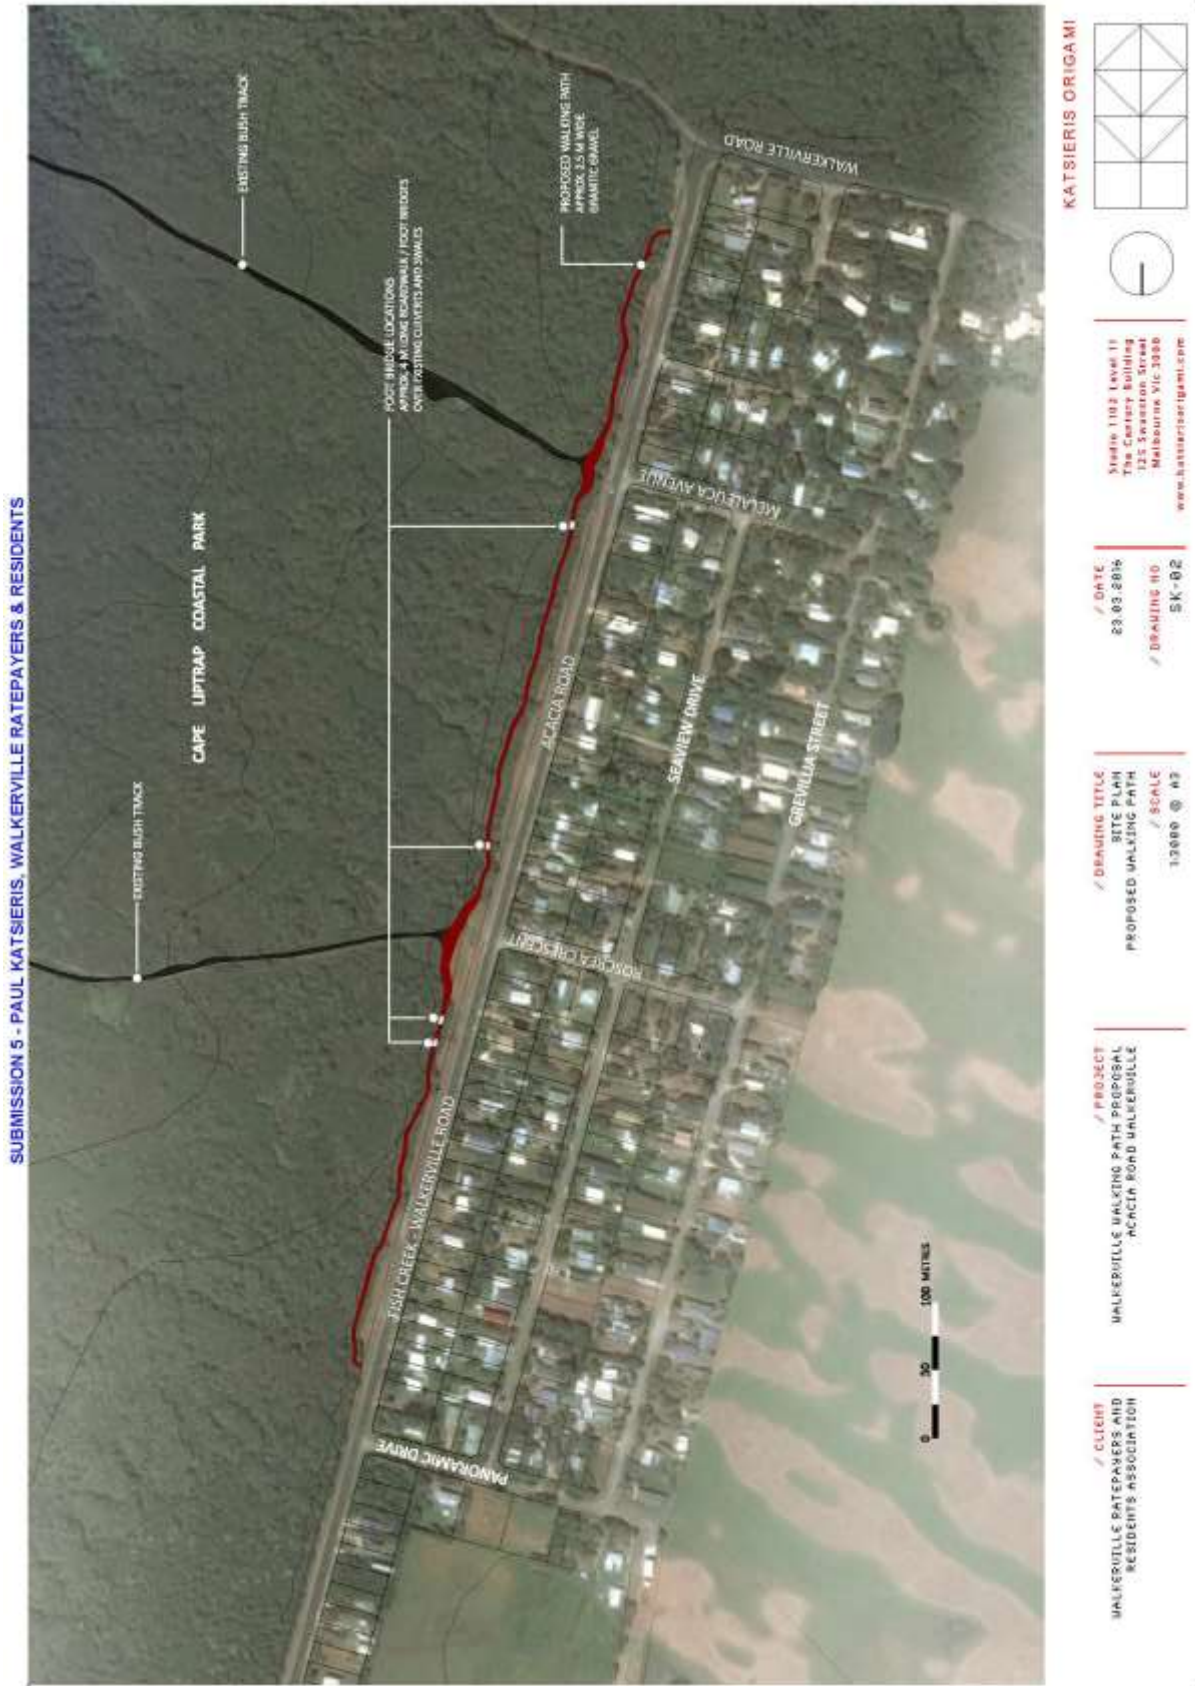 SUBMISSION 5 - PAUL KATSIERIS, WALKERVILLE RATEPAYERS & RESIDENTS
EXISTING BUSH TRACK
CAPE LIPTRAP COASTAL PARK
EXISTING BUSH TRACK
FOOT BRIDGE LOCATIONS
APPROX. 4 M LONG BOARDWALK / FOOT BRIDGES
OVER EXISTING CULVERTS AND SWALES
PROPOSED WALKING PATH
APPROX. 2.5 M WIDE
GRANITIC GRAVEL
WALKERVILLE ROAD
MELALEUCA AVENUE
ACACIA ROAD
SEAVIEW DRIVE
GREVILLIA STREET
ROSCREA CRESCENT
FISH CREEK - WALKERVILLE ROAD
PANORAMIC DRIVE
0 50 100 METRES
/ CLIENT
WALKERVILLE RATEPAYERS AND
RESIDENTS ASSOCIATION
/ PROJECT
WALKERVILLE WALKING PATH PROPOSAL
ACACIA ROAD WALKERVILLE
/ DRAWING TITLE
SITE PLAN
PROPOSED WALKING PATH
/ SCALE
1:3000 @ A3
/ DATE
23.03.2016
/ DRAWING NO
SK-02
Studio 1102 Level 11
The Century Building
125 Swanston Street
Melbourne Vic 3000
www.katsierisorigami.com
KATSIERIS ORIGAMI